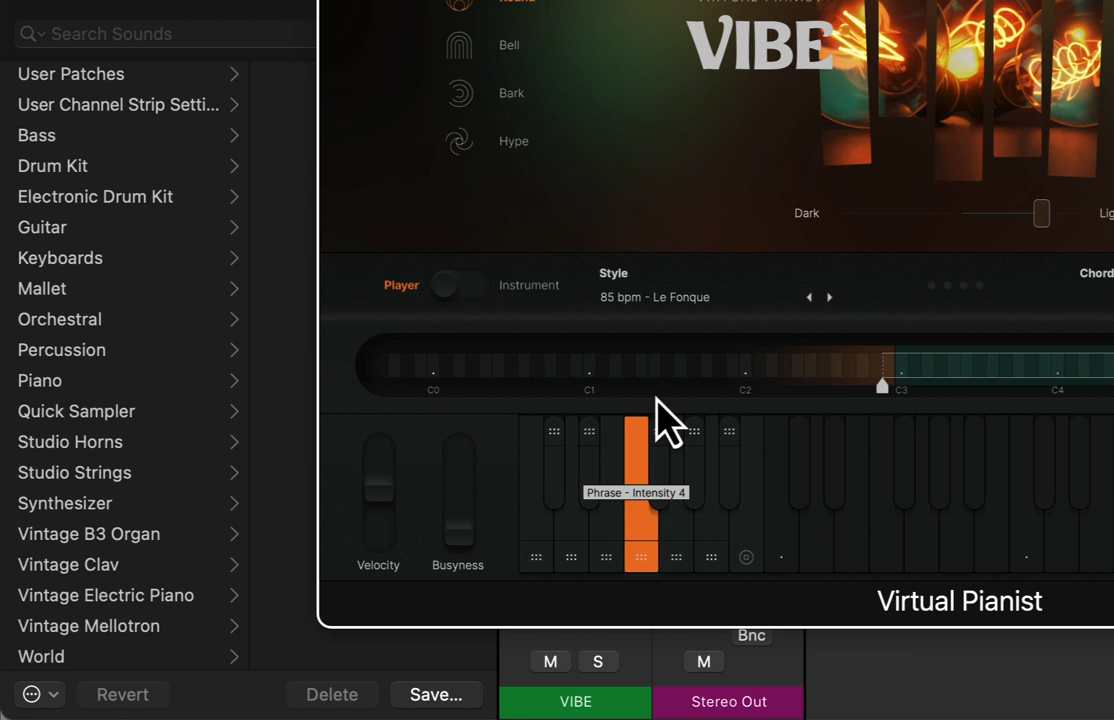 Search Sounds
User Patches
User Channel Strip Setti...
Bass
Drum Kit
Electronic Drum Kit
Guitar
Keyboards
Mallet
Orchestral
Percussion
Piano
Quick Sampler
Studio Horns
Studio Strings
Synthesizer
Vintage B3 Organ
Vintage Clav
Vintage Electric Piano
Vintage Mellotron
World
Revert
Delete
Save...
VIBE
Bell
Bark
Hype
Dark
Player
Instrument
Style
85 bpm - Le Fonque
Chord
C0
C1
C2
C3
C4
Phrase - Intensity 4
Velocity
Busyness
Virtual Pianist
Bnc
M
S
M
VIBE
Stereo Out